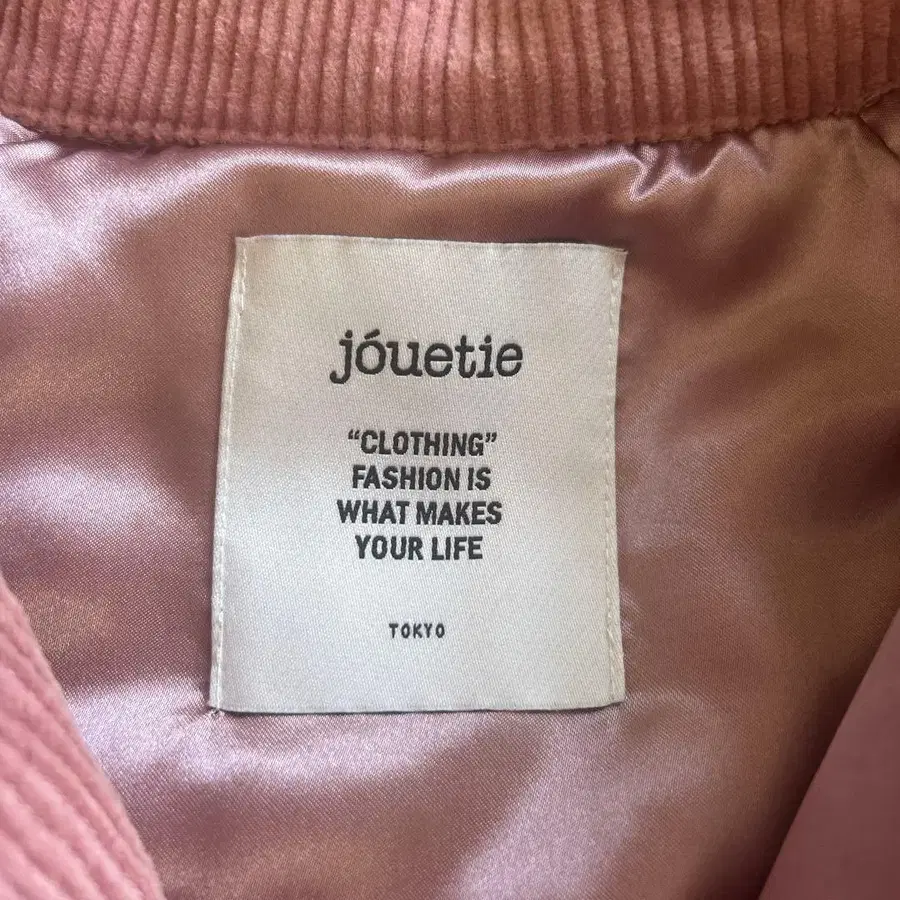 jóuetie
“CLOTHING”
FASHION IS
WHAT MAKES
YOUR LIFE
TOKYO